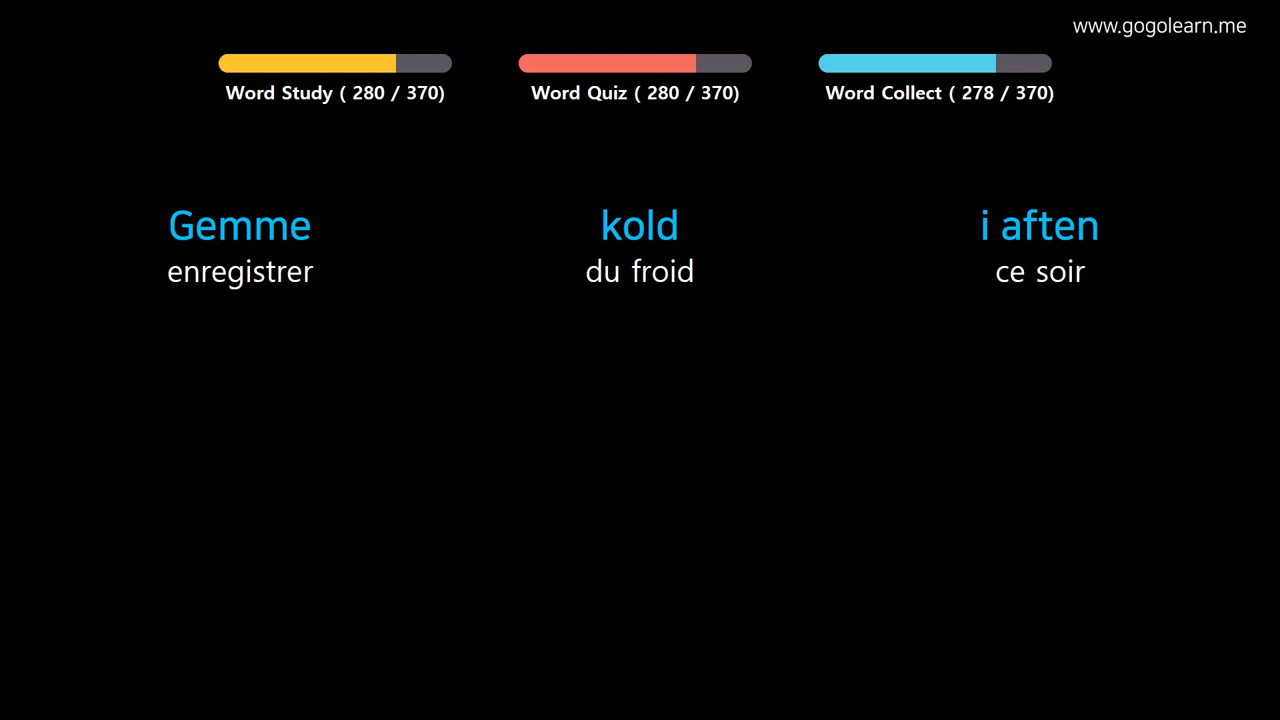 www.gogolearn.me
Word Study ( 280 / 370)
Word Quiz ( 280 / 370)
Word Collect ( 278 / 370)
Gemme
enregistrer
kold
du froid
i aften
ce soir